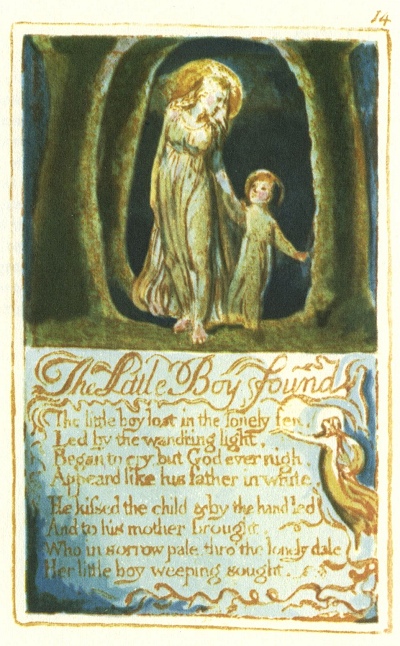 14
The Little Boy found
The little boy lost in the lonely fen,
Led by the wand'ring light,
Began to cry, but God ever nigh,
Appeard like his father in white.
He kissed the child & by the hand led
And to his mother brought,
Who in sorrow pale, thro' the lonely dale
Her little boy weeping sought.